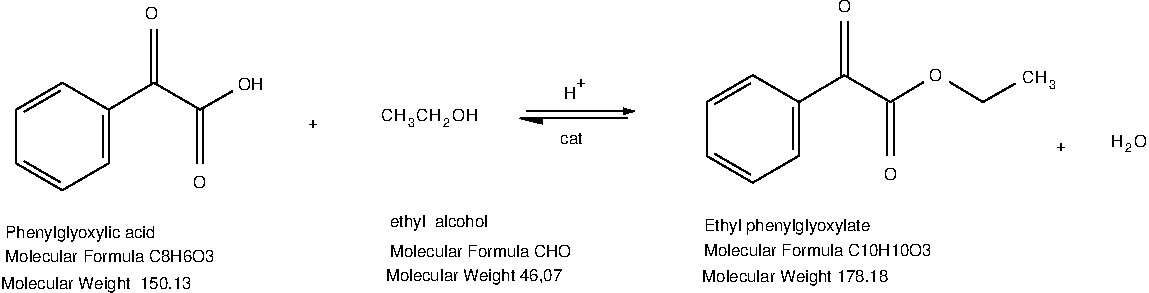 O
OH
O
+
CH3CH2OH
H+
cat
O
O
CH3
O
+
H2O
Phenylglyoxylic acid
Molecular Formula C8H6O3
Molecular Weight 150.13
ethyl alcohol
Molecular Formula CHO
Molecular Weight 46,07
Ethyl phenylglyoxylate
Molecular Formula C10H10O3
Molecular Weight 178.18